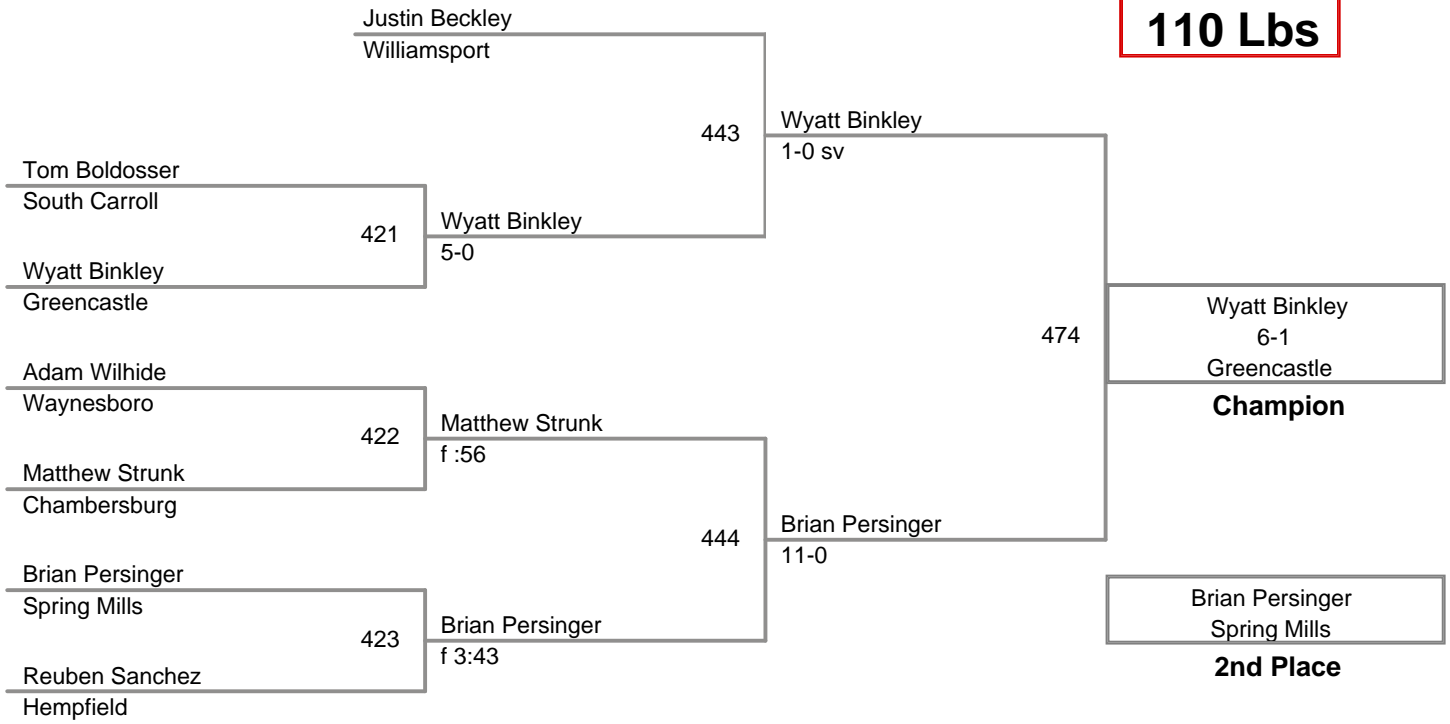 Justin Beckley
Williamsport
110 Lbs
443
Wyatt Binkley
1-0 sv
Tom Boldosser
South Carroll
421
Wyatt Binkley
5-0
Wyatt Binkley
Greencastle
474
Wyatt Binkley
6-1
Greencastle
Champion
Adam Wilhide
Waynesboro
422
Matthew Strunk
f :56
Matthew Strunk
Chambersburg
444
Brian Persinger
11-0
Brian Persinger
Spring Mills
423
Brian Persinger
f 3:43
Reuben Sanchez
Hempfield
Brian Persinger
Spring Mills
2nd Place